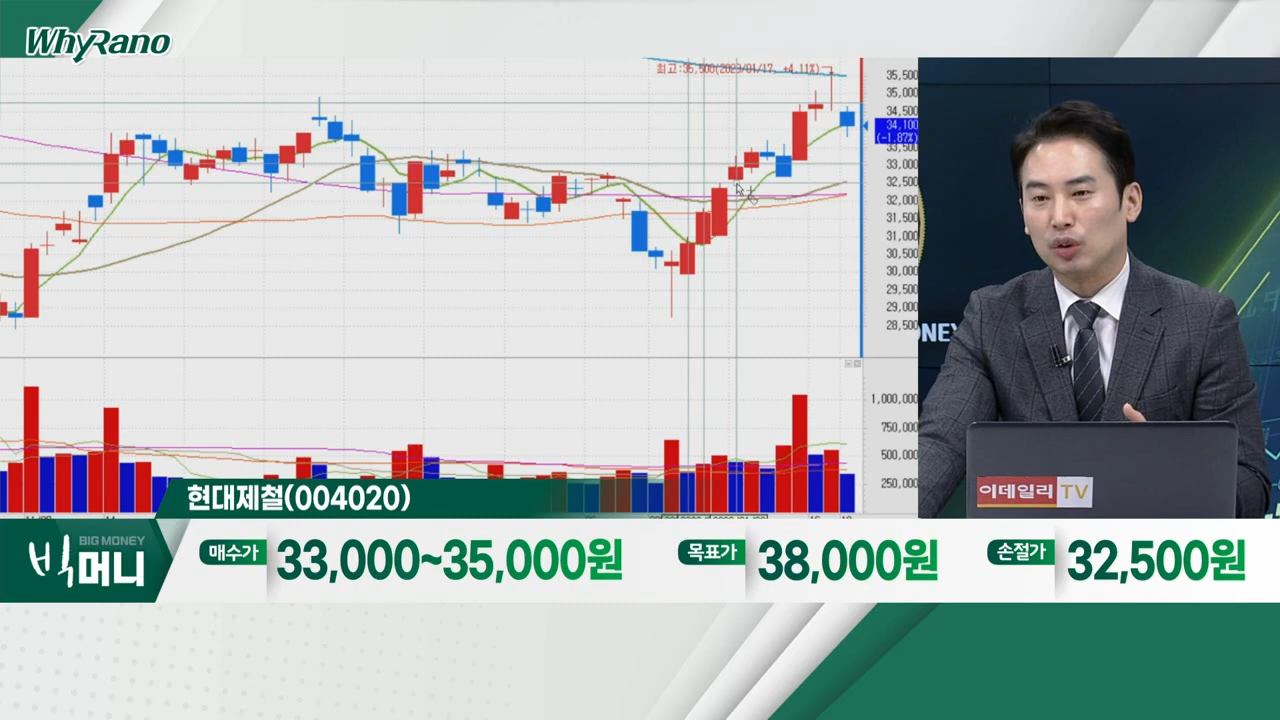 WhyRano
최고:35,500(2023/01/17, +4.11%)
35,500
35,000
34,500
34,100
(-1.87%)
33,500
33,000
32,500
32,000
31,500
31,000
30,500
30,000
29,500
29,000
28,500
1,000,000
750,000
500,000
250,000
ONEY
이데일리 TV
현대제철(004020)
BIG MONEY
빅머니
매수가 33,000~35,000원
목표가 38,000원
손절가 32,500원